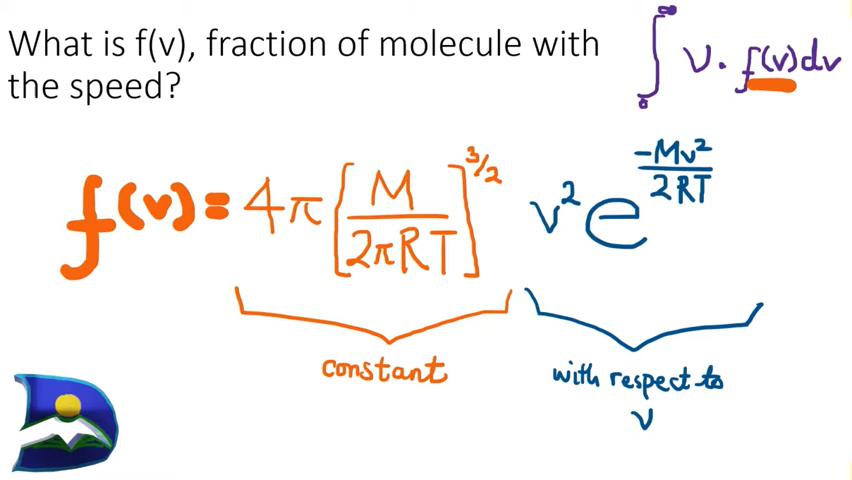 What is f(v), fraction of molecule with
the speed?
∫₀^∞ v · f(v)dv
f(v) = 4π [M / 2πRT]^3/2 v² e^(-Mv² / 2RT)
constant
with respect to
v